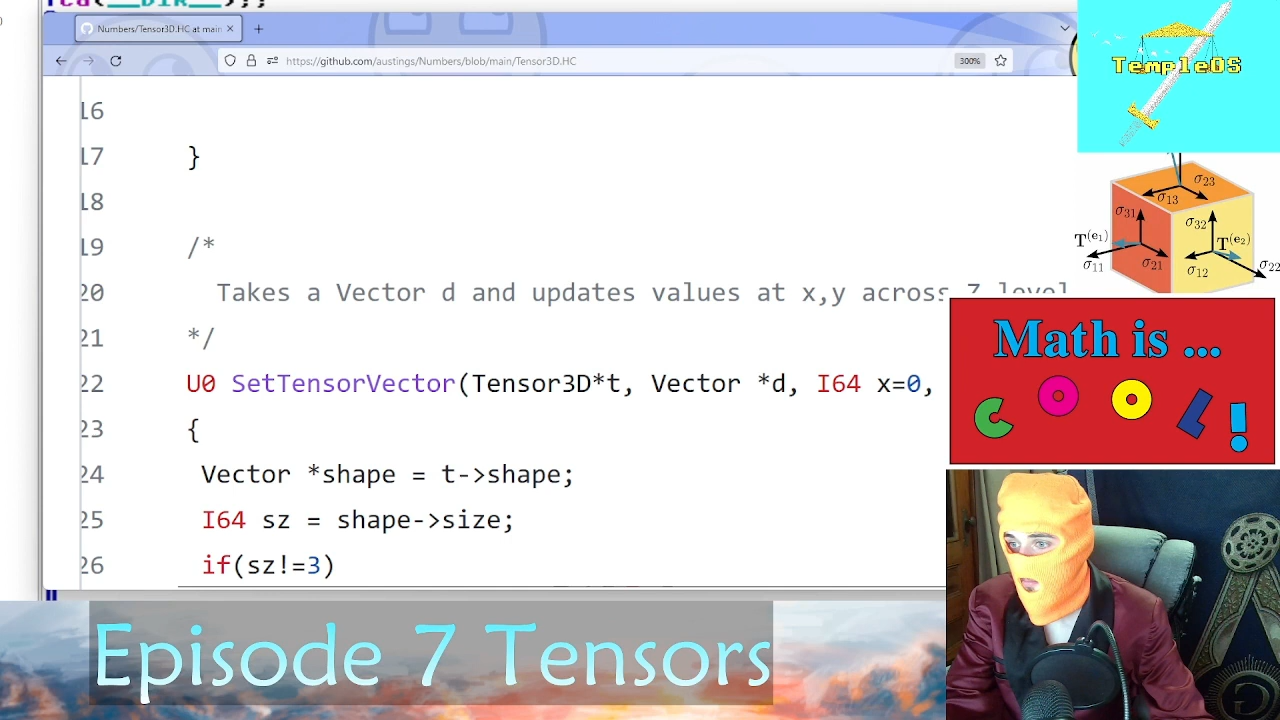 Numbers/Tensor3D.HC at main
https://github.com/austings/Numbers/blob/main/Tensor3D.HC
300%
16
17 }
18
19 /*
20 Takes a Vector d and updates values at x,y across Z level
21 */
22 U0 SetTensorVector(Tensor3D*t, Vector *d, I64 x=0,
23 {
24 Vector *shape = t->shape;
25 I64 sz = shape->size;
26 if(sz!=3)
TempleOS
σ23
σ13
σ31
σ32
T(e1)
T(e2)
σ11
σ21
σ12
σ22
Math is ...
COOL!
Episode 7 Tensors
G